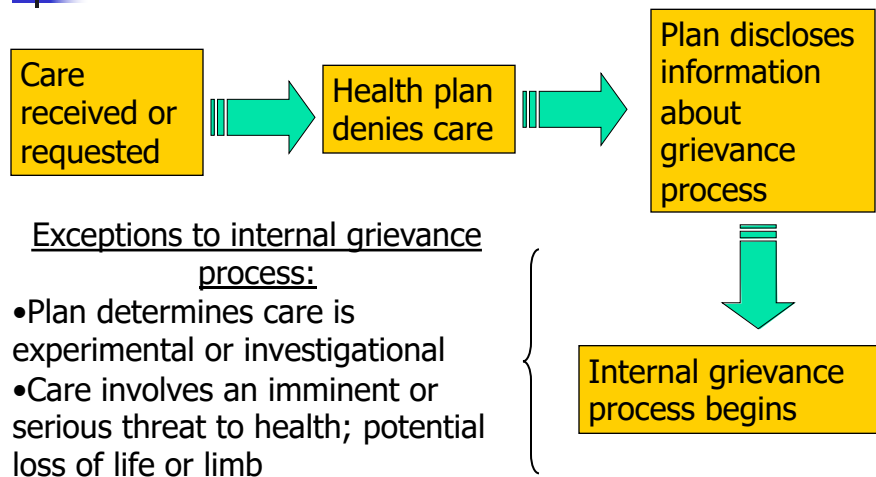 Care
received or
requested
Health plan
denies care
Plan discloses
information
about
grievance
process
Exceptions to internal grievance
process:
•Plan determines care is
experimental or investigational
•Care involves an imminent or
serious threat to health; potential
loss of life or limb
Internal grievance
process begins